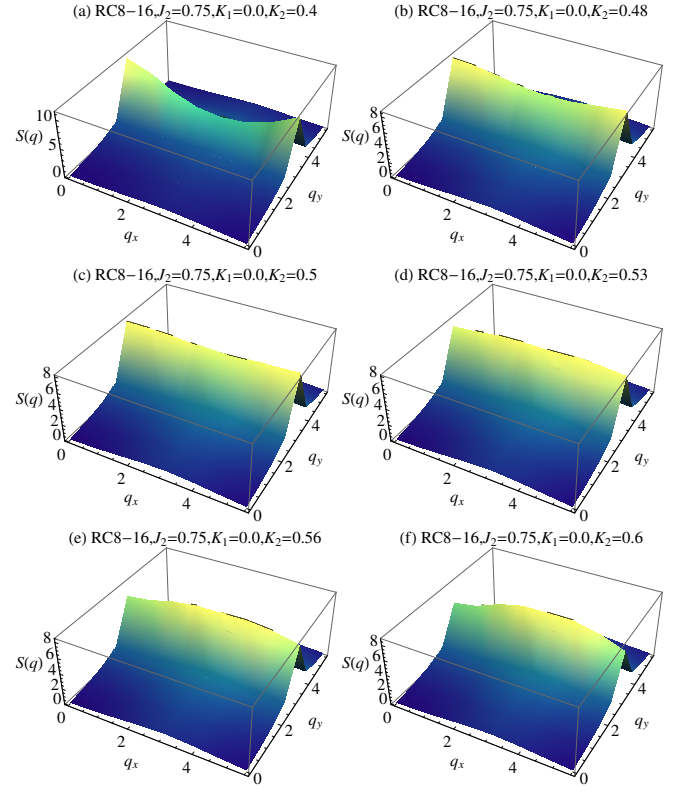 (a) RC8−16,J2=0.75,K1=0.0,K2=0.4
10
5
0
S(q)
0
2
4
qx
0
2
4
qy
(b) RC8−16,J2=0.75,K1=0.0,K2=0.48
8
6
4
2
0
S(q)
0
2
4
qx
0
2
4
qy
(c) RC8−16,J2=0.75,K1=0.0,K2=0.5
8
6
4
2
0
S(q)
0
2
4
qx
0
2
4
qy
(d) RC8−16,J2=0.75,K1=0.0,K2=0.53
8
6
4
2
0
S(q)
0
2
4
qx
0
2
4
qy
(e) RC8−16,J2=0.75,K1=0.0,K2=0.56
8
6
4
2
0
S(q)
0
2
4
qx
0
2
4
qy
(f) RC8−16,J2=0.75,K1=0.0,K2=0.6
8
6
4
2
0
S(q)
0
2
4
qx
0
2
4
qy